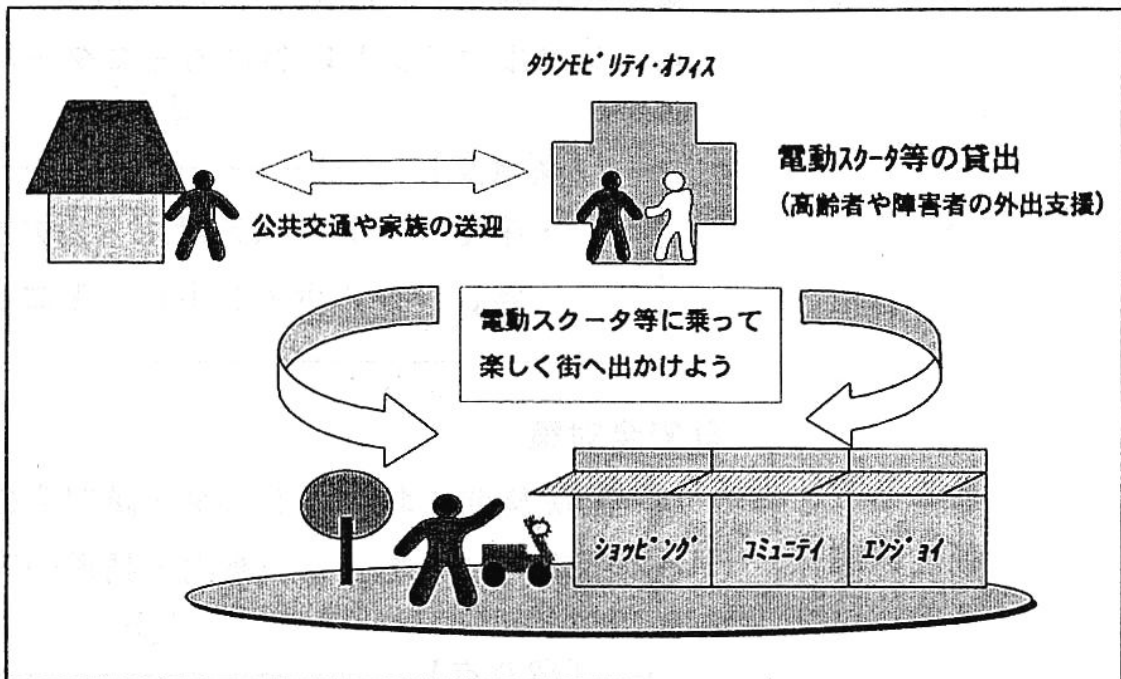 ﾀｳﾝﾓﾋﾞﾘﾃｨ･ｵﾌｨｽ
電動ｽｸｰﾀ等の貸出
(高齢者や障害者の外出支援)
公共交通や家族の送迎
電動スクータ等に乗って
楽しく街へ出かけよう
ｼｮｯﾋﾟﾝｸﾞ
ｺﾐｭﾆﾃｨ
ｴﾝｼﾞｮｲ